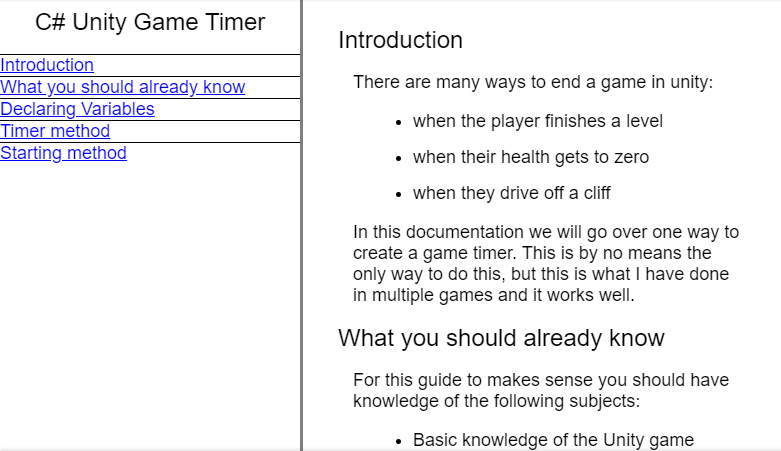 C# Unity Game Timer
Introduction
What you should already know
Declaring Variables
Timer method
Starting method
Introduction
There are many ways to end a game in unity:
when the player finishes a level
when their health gets to zero
when they drive off a cliff
In this documentation we will go over one way to
create a game timer. This is by no means the
only way to do this, but this is what I have done
in multiple games and it works well.
What you should already know
For this guide to makes sense you should have
knowledge of the following subjects:
Basic knowledge of the Unity game